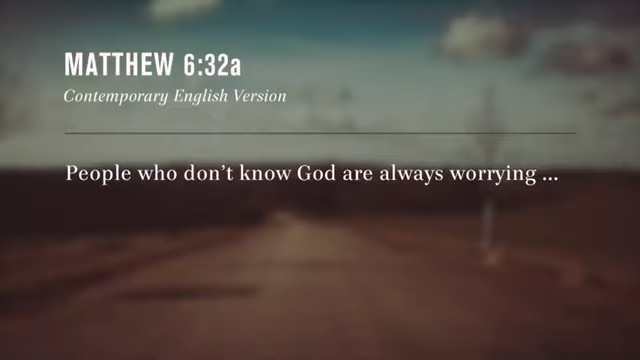 MATTHEW 6:32a
Contemporary English Version
People who don’t know God are always worrying ...